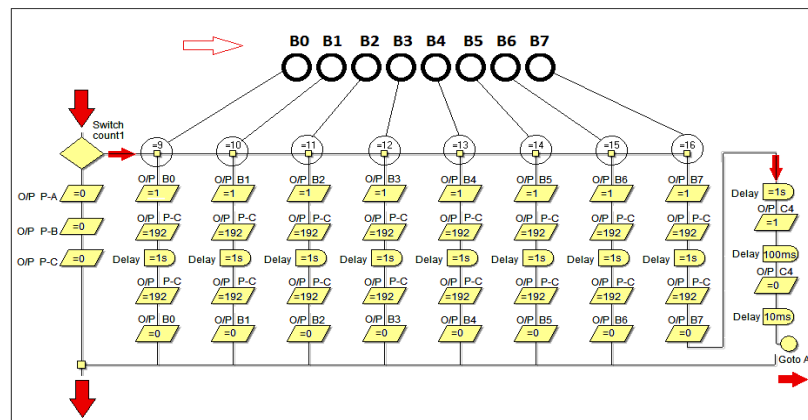 B0 B1 B2 B3 B4 B5 B6 B7
Switch
count1
=9 =10 =11 =12 =13 =14 =15 =16
O/P B0 O/P B1 O/P B2 O/P B3 O/P B4 O/P B5 O/P B6 O/P B7
O/P P-A =0 =1 =1 =1 =1 =1 =1 =1 =1 Delay =1s
O/P P-C O/P P-C O/P P-C O/P P-C O/P P-C O/P P-C O/P P-C O/P P-C O/P C4
O/P P-B =0 =192 =192 =192 =192 =192 =192 =192 =192 =1
O/P P-C =0 Delay =1s Delay =1s Delay =1s Delay =1s Delay =1s Delay =1s Delay =1s Delay =1s Delay 100ms
O/P P-C O/P P-C O/P P-C O/P P-C O/P P-C O/P P-C O/P P-C O/P P-C O/P C4
=192 =192 =192 =192 =192 =192 =192 =192 =0
O/P B0 O/P B1 O/P B2 O/P B3 O/P B4 O/P B5 O/P B6 O/P B7
=0 =0 =0 =0 =0 =0 =0 =0 Delay 10ms
Goto A